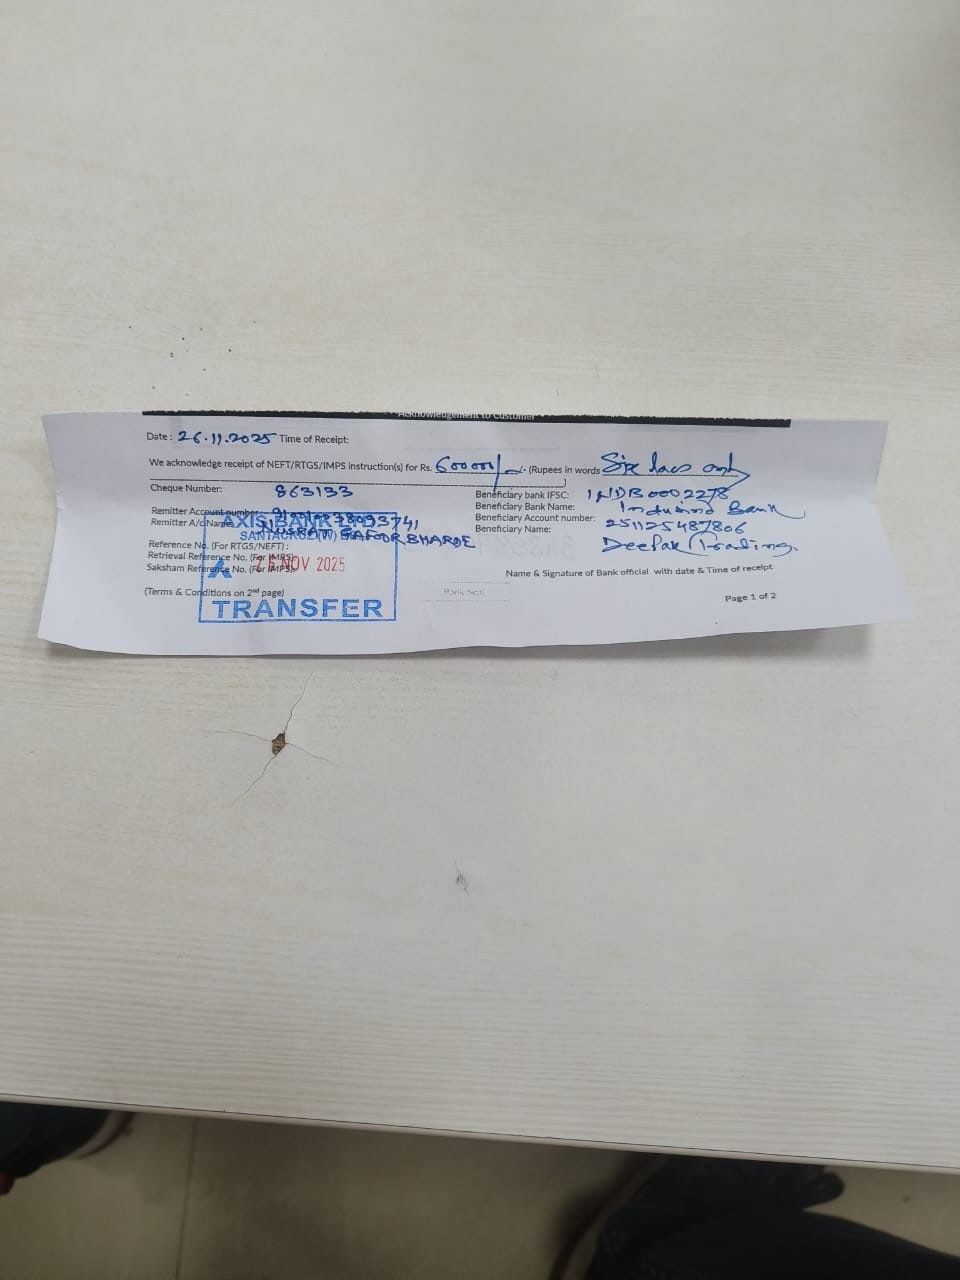 Acknowledgement to Customer
Date : 26.11.2025 Time of Receipt:
We acknowledge receipt of NEFT/RTGS/IMPS instruction(s) for Rs. 600000/- /- (Rupees in words Six lacs only
)
Cheque Number: 863133
Beneficiary bank IFSC: INDB0002278
Beneficiary Bank Name: Indusind Bank
Remitter Account number:
Beneficiary Account number: 251125487806
Remitter A/c Name: GAFOOR BHARDE
Beneficiary Name: Deepak Trading
AXIS BANK
SANTACRUZ (W)
Reference No. (For RTGS/NEFT) :
Retrieval Reference No. (For IMPS):
Saksham Reference No. (For IMPS):
26 NOV 2025
TRANSFER
Name & Signature of Bank official with date & Time of receipt
(Terms & Conditions on 2nd page)
Bank Seal
Page 1 of 2